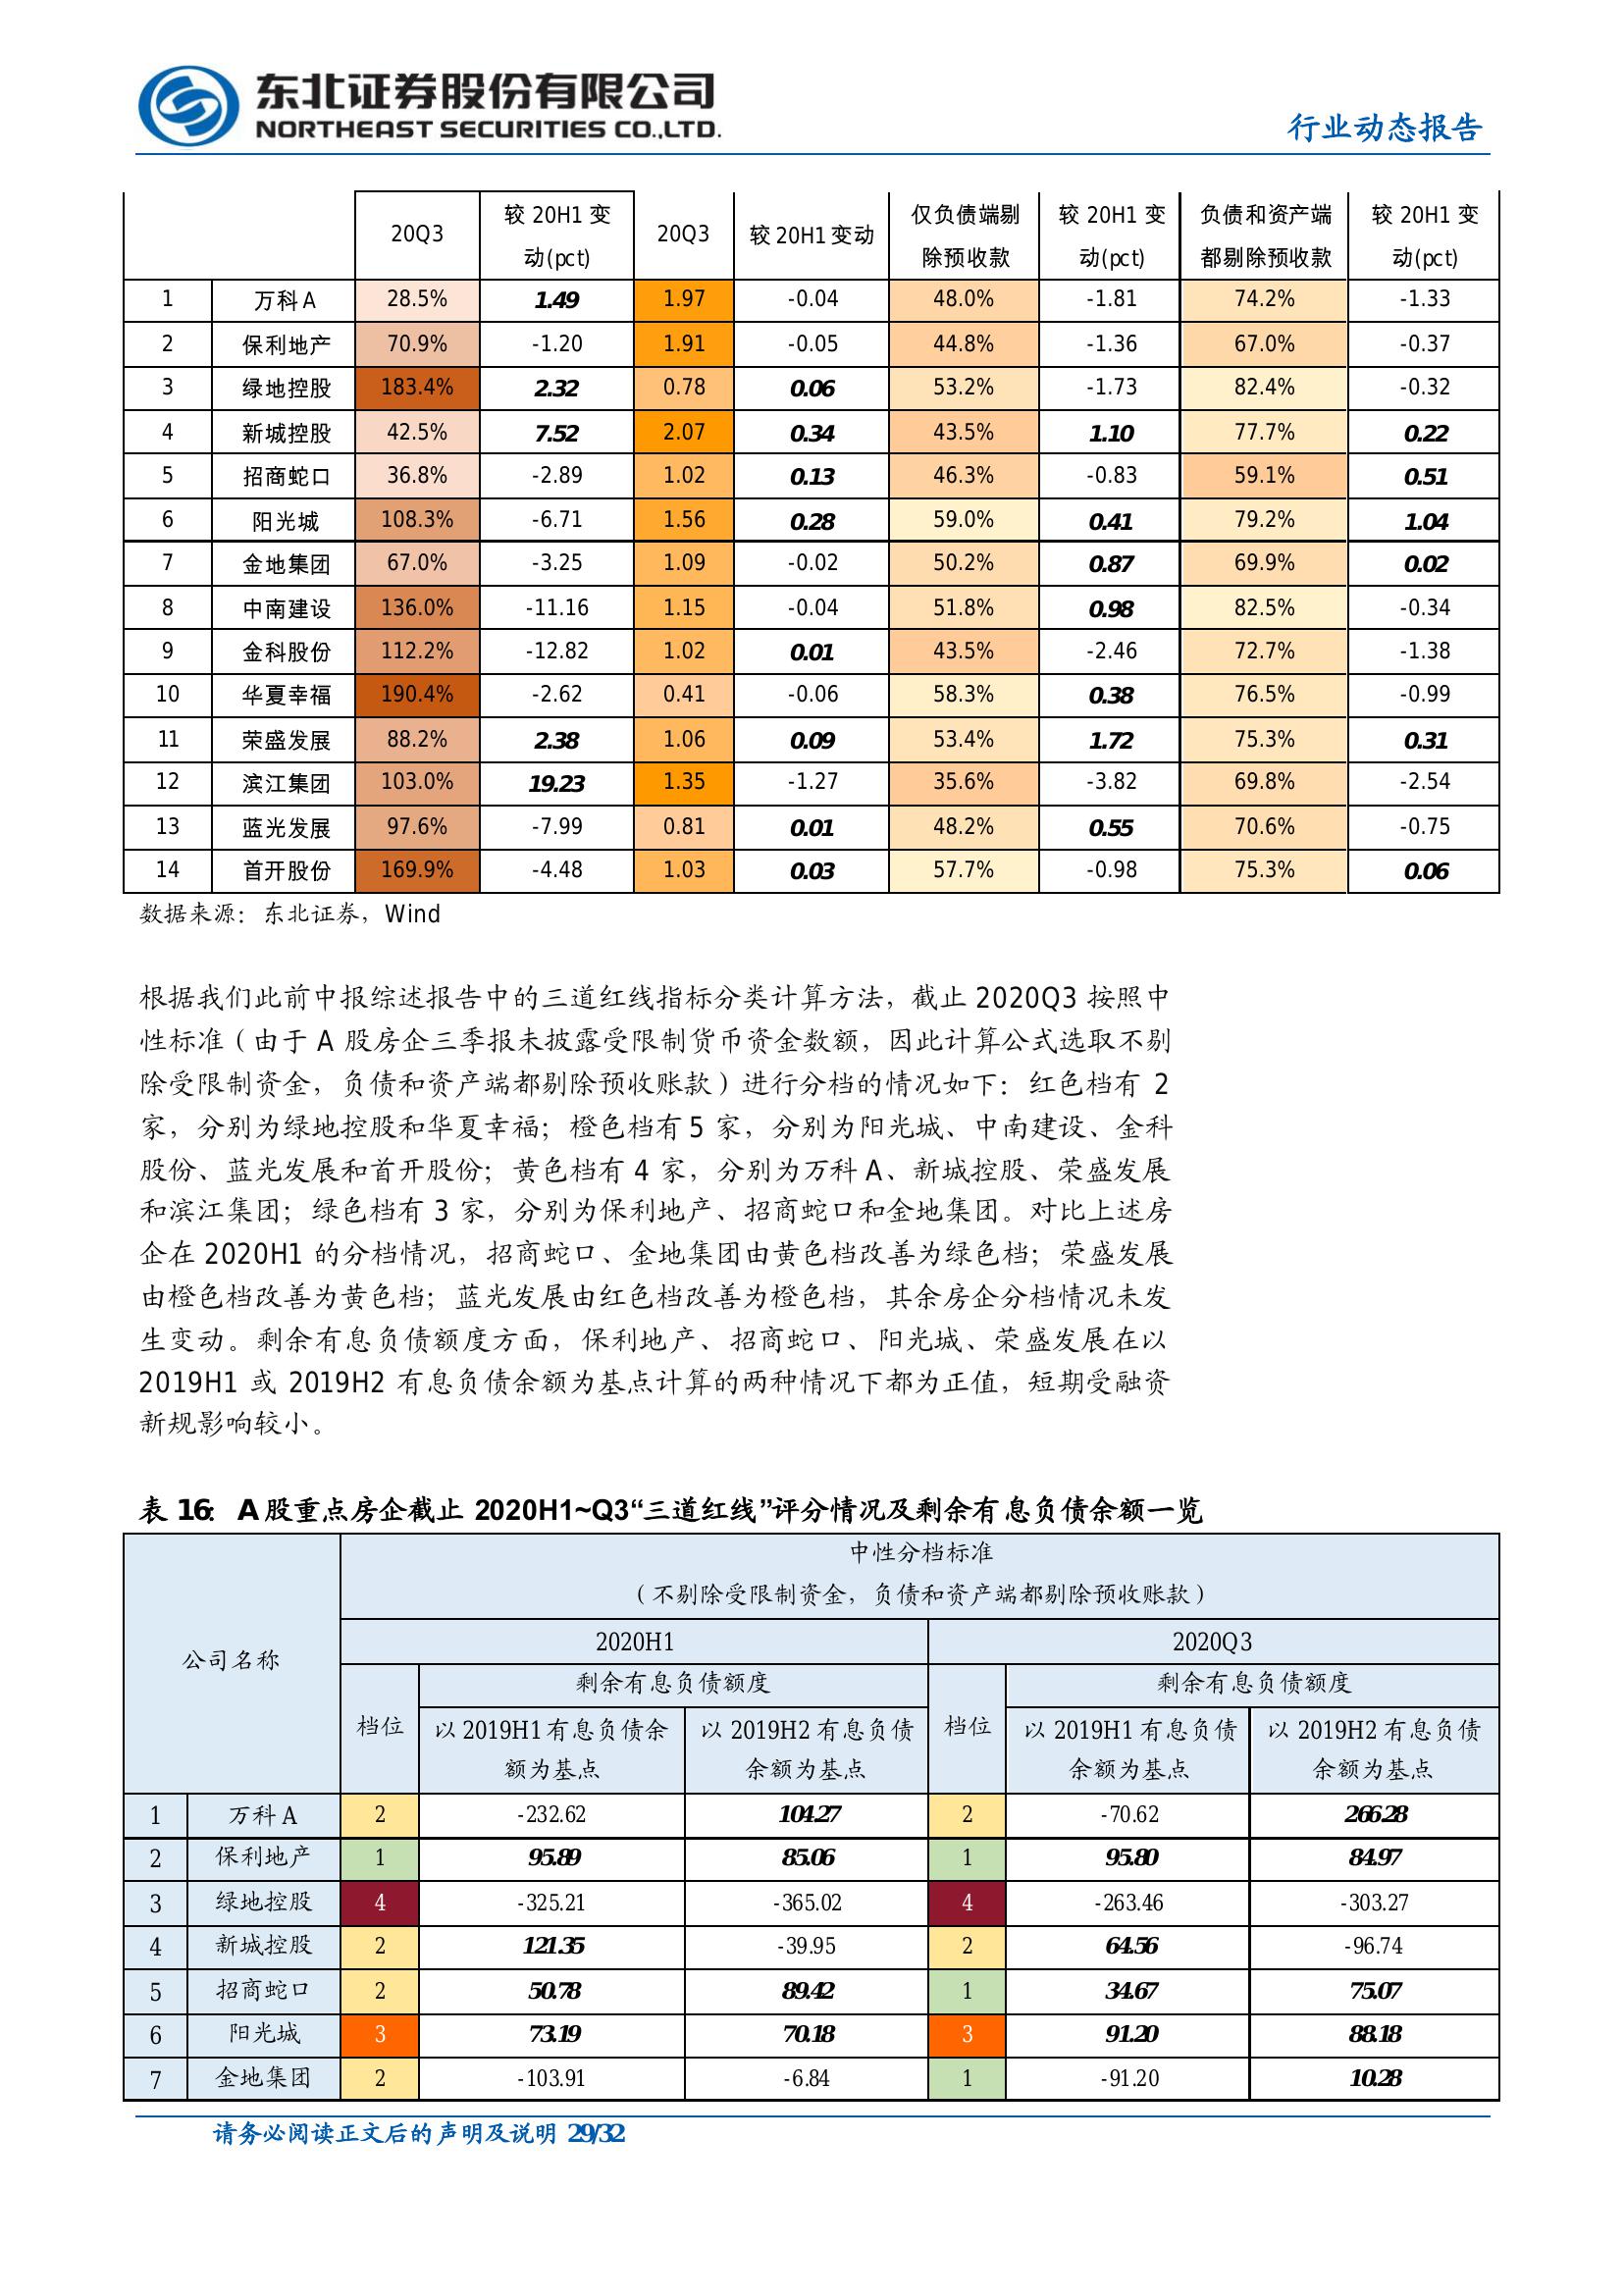 东北证券股份有限公司
NORTHEAST SECURITIES CO.,LTD.
行业动态报告
20Q3 较 20H1 变动(pct) 20Q3 较 20H1 变动 仅负债端剔除预收款 较 20H1 变动(pct) 负债和资产端都剔除预收款 较 20H1 变动(pct)
1 万科A 28.5% 1.49 1.97 -0.04 48.0% -1.81 74.2% -1.33
2 保利地产 70.9% -1.20 1.91 -0.05 44.8% -1.36 67.0% -0.37
3 绿地控股 183.4% 2.32 0.78 0.06 53.2% -1.73 82.4% -0.32
4 新城控股 42.5% 7.52 2.07 0.34 43.5% 1.10 77.7% 0.22
5 招商蛇口 36.8% -2.89 1.02 0.13 46.3% -0.83 59.1% 0.51
6 阳光城 108.3% -6.71 1.56 0.28 59.0% 0.41 79.2% 1.04
7 金地集团 67.0% -3.25 1.09 -0.02 50.2% 0.87 69.9% 0.02
8 中南建设 136.0% -11.16 1.15 -0.04 51.8% 0.98 82.5% -0.34
9 金科股份 112.2% -12.82 1.02 0.01 43.5% -2.46 72.7% -1.38
10 华夏幸福 190.4% -2.62 0.41 -0.06 58.3% 0.38 76.5% -0.99
11 荣盛发展 88.2% 2.38 1.06 0.09 53.4% 1.72 75.3% 0.31
12 滨江集团 103.0% 19.23 1.35 -1.27 35.6% -3.82 69.8% -2.54
13 蓝光发展 97.6% -7.99 0.81 0.01 48.2% 0.55 70.6% -0.75
14 首开股份 169.9% -4.48 1.03 0.03 57.7% -0.98 75.3% 0.06
数据来源：东北证券，Wind
根据我们此前中报综述报告中的三道红线指标分类计算方法，截止 2020Q3 按照中
性标准（由于 A 股房企三季报未披露受限制货币资金数额，因此计算公式选取不剔
除受限制资金，负债和资产端都剔除预收账款）进行分档的情况如下：红色档有 2
家，分别为绿地控股和华夏幸福；橙色档有 5 家，分别为阳光城、中南建设、金科
股份、蓝光发展和首开股份；黄色档有 4 家，分别为万科 A、新城控股、荣盛发展
和滨江集团；绿色档有 3 家，分别为保利地产、招商蛇口和金地集团。对比上述房
企在 2020H1 的分档情况，招商蛇口、金地集团由黄色档改善为绿色档；荣盛发展
由橙色档改善为黄色档；蓝光发展由红色档改善为橙色档，其余房企分档情况未发
生变动。剩余有息负债额度方面，保利地产、招商蛇口、阳光城、荣盛发展在以
2019H1 或 2019H2 有息负债余额为基点计算的两种情况下都为正值，短期受融资
新规影响较小。
表 16： A 股重点房企截止 2020H1~Q3“三道红线”评分情况及剩余有息负债余额一览
公司名称
中性分档标准
（不剔除受限制资金，负债和资产端都剔除预收账款）
2020H1 2020Q3
档位 剩余有息负债额度 档位 剩余有息负债额度
以 2019H1 有息负债余额为基点 以 2019H2 有息负债余额为基点 以 2019H1 有息负债余额为基点 以 2019H2 有息负债余额为基点
1 万科 A 2 -232.62 104.27 2 -70.62 266.28
2 保利地产 1 95.89 85.06 1 95.80 84.97
3 绿地控股 4 -325.21 -365.02 4 -263.46 -303.27
4 新城控股 2 121.35 -39.95 2 64.56 -96.74
5 招商蛇口 2 50.78 89.42 1 34.67 75.07
6 阳光城 3 73.19 70.18 3 91.20 88.18
7 金地集团 2 -103.91 -6.84 1 -91.20 10.28
请务必阅读正文后的声明及说明 29/32